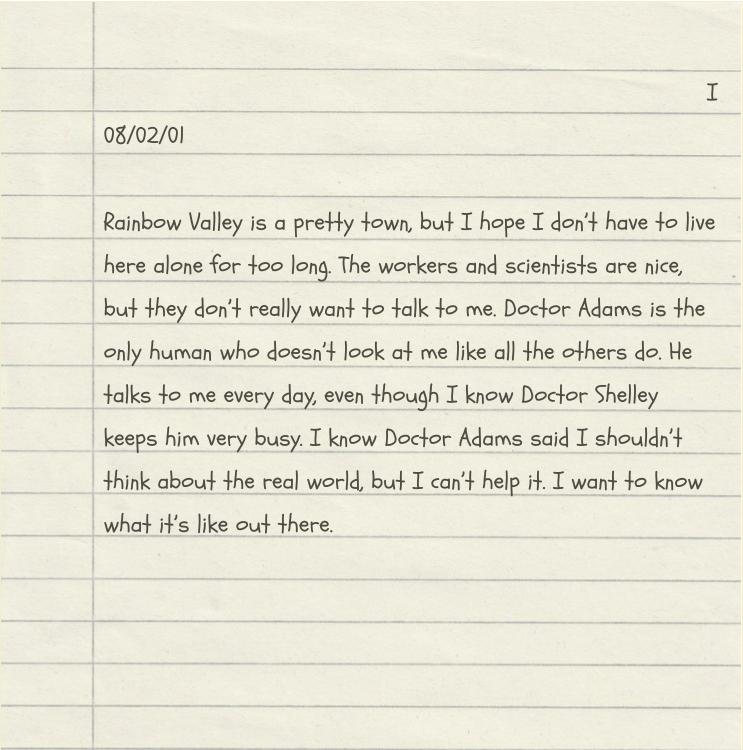 I
08/02/01
Rainbow Valley is a pretty town, but I hope I don't have to live
here alone for too long. The workers and scientists are nice,
but they don't really want to talk to me. Doctor Adams is the
only human who doesn't look at me like all the others do. He
talks to me every day, even though I know Doctor Shelley
keeps him very busy. I know Doctor Adams said I shouldn't
think about the real world, but I can't help it. I want to know
what it's like out there.